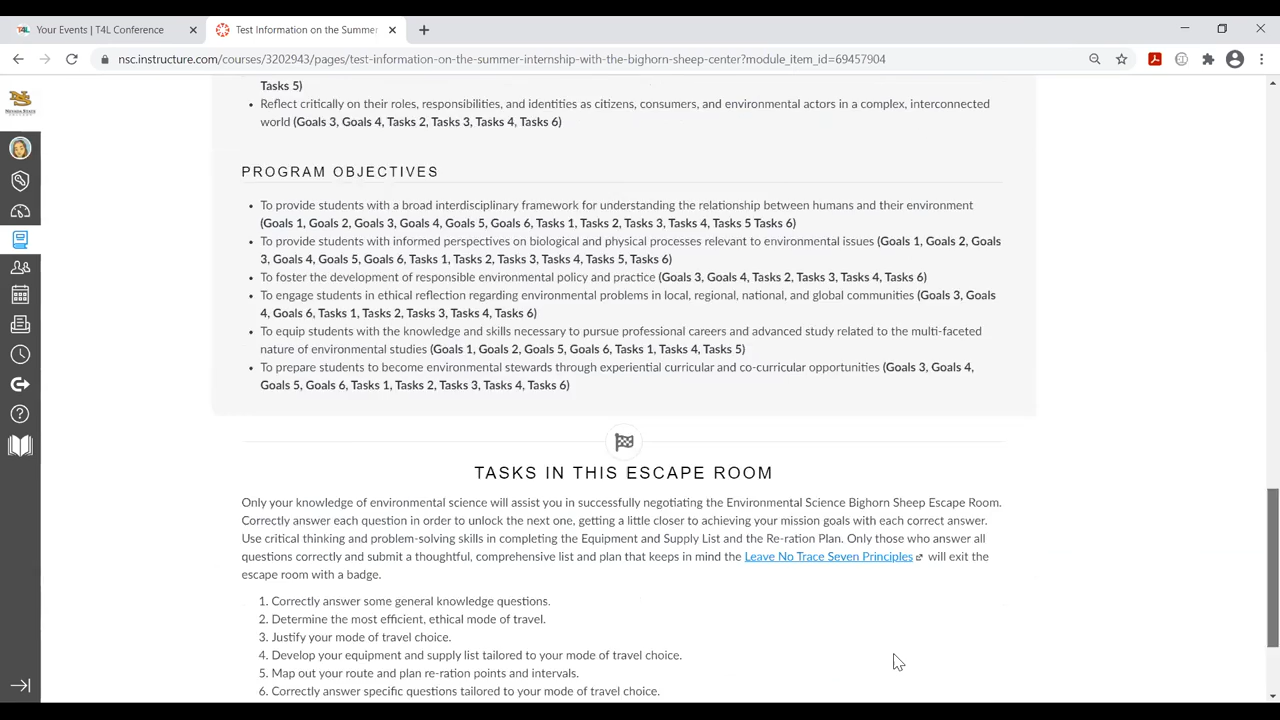 Your Events | T4L Conference
Test Information on the Summer
nsc.instructure.com/courses/3202943/pages/test-information-on-the-summer-internship-with-the-bighorn-sheep-center?module_item_id=69457904
Tasks 5)
• Reflect critically on their roles, responsibilities, and identities as citizens, consumers, and environmental actors in a complex, interconnected
world (Goals 3, Goals 4, Tasks 2, Tasks 3, Tasks 4, Tasks 6)
PROGRAM OBJECTIVES
• To provide students with a broad interdisciplinary framework for understanding the relationship between humans and their environment
(Goals 1, Goals 2, Goals 3, Goals 4, Goals 5, Goals 6, Tasks 1, Tasks 2, Tasks 3, Tasks 4, Tasks 5 Tasks 6)
• To provide students with informed perspectives on biological and physical processes relevant to environmental issues (Goals 1, Goals 2, Goals
3, Goals 4, Goals 5, Goals 6, Tasks 1, Tasks 2, Tasks 3, Tasks 4, Tasks 5, Tasks 6)
• To foster the development of responsible environmental policy and practice (Goals 3, Goals 4, Tasks 2, Tasks 3, Tasks 4, Tasks 6)
• To engage students in ethical reflection regarding environmental problems in local, regional, national, and global communities (Goals 3, Goals
4, Goals 6, Tasks 1, Tasks 2, Tasks 3, Tasks 4, Tasks 6)
• To equip students with the knowledge and skills necessary to pursue professional careers and advanced study related to the multi-faceted
nature of environmental studies (Goals 1, Goals 2, Goals 5, Goals 6, Tasks 1, Tasks 4, Tasks 5)
• To prepare students to become environmental stewards through experiential curricular and co-curricular opportunities (Goals 3, Goals 4,
Goals 5, Goals 6, Tasks 1, Tasks 2, Tasks 3, Tasks 4, Tasks 6)
TASKS IN THIS ESCAPE ROOM
Only your knowledge of environmental science will assist you in successfully negotiating the Environmental Science Bighorn Sheep Escape Room.
Correctly answer each question in order to unlock the next one, getting a little closer to achieving your mission goals with each correct answer.
Use critical thinking and problem-solving skills in completing the Equipment and Supply List and the Re-ration Plan. Only those who answer all
questions correctly and submit a thoughtful, comprehensive list and plan that keeps in mind the Leave No Trace Seven Principles will exit the
escape room with a badge.
1. Correctly answer some general knowledge questions.
2. Determine the most efficient, ethical mode of travel.
3. Justify your mode of travel choice.
4. Develop your equipment and supply list tailored to your mode of travel choice.
5. Map out your route and plan re-ration points and intervals.
6. Correctly answer specific questions tailored to your mode of travel choice.